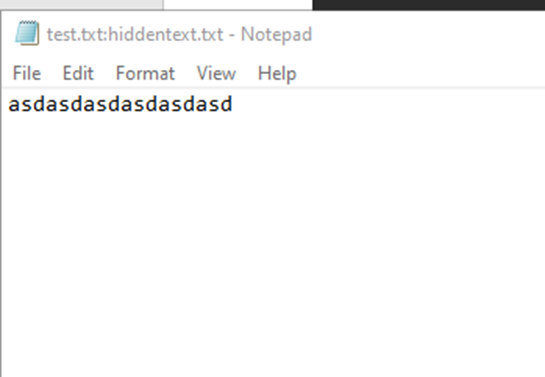 test.txt:hiddentext.txt - Notepad
File Edit Format View Help
asdasdasdasdasdasd